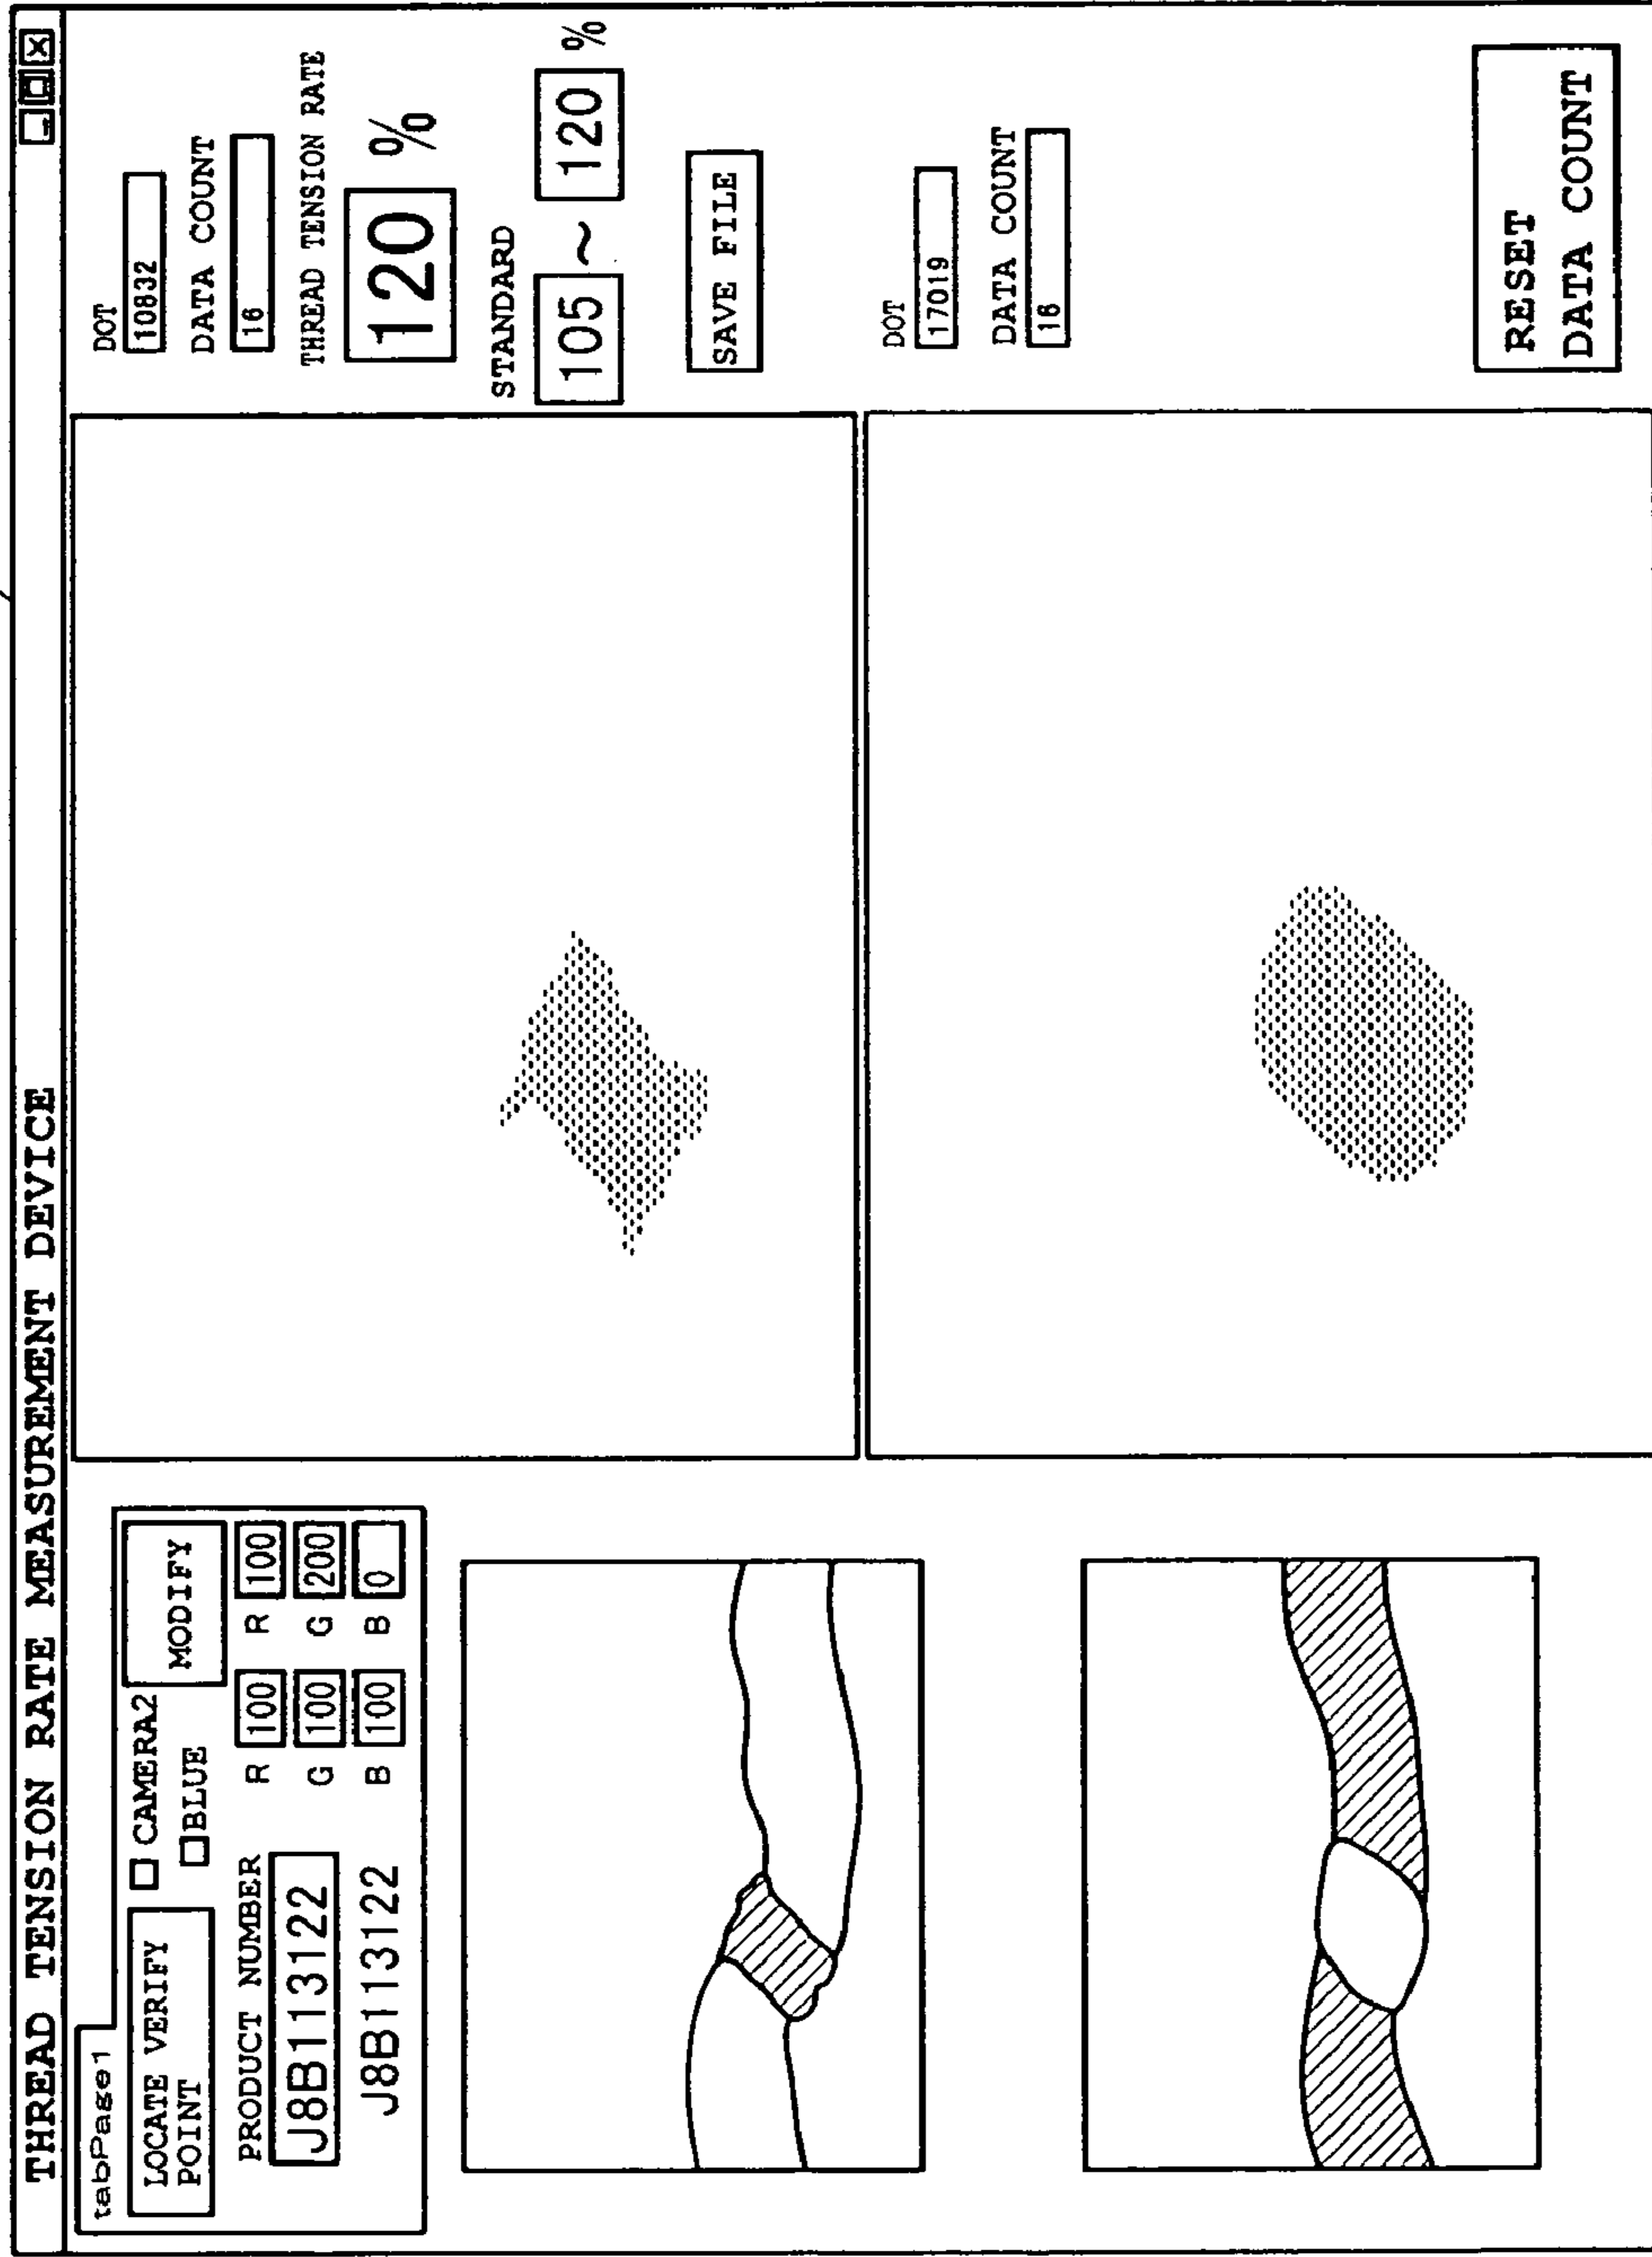 THREAD TENSION RATE MEASUREMENT DEVICE
tabPage1
LOCATE VERIFY
POINT
CAMERA2
BLUE
MODIFY
PRODUCT NUMBER
J8B113122
J8B113122
R 100 R 100
G 100 G 200
B 100 B 0
DOT
10832
DATA COUNT
16
THREAD TENSION RATE
120 %
STANDARD
105 ~ 120 %
SAVE FILE
DOT
17019
DATA COUNT
16
RESET
DATA COUNT